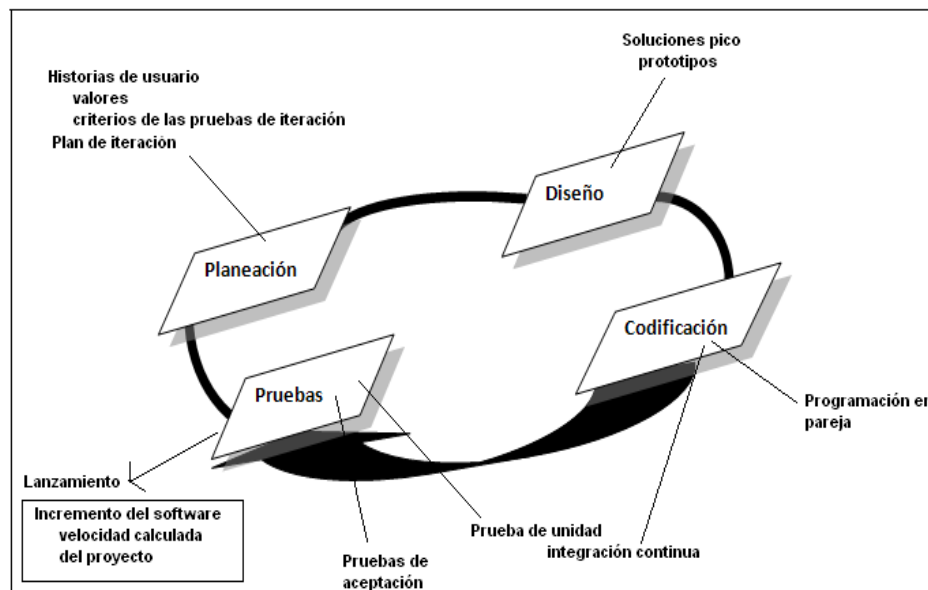 Soluciones pico
prototipos
Historias de usuario
valores
criterios de las pruebas de iteración
Plan de iteración
Diseño
Planeación
Codificación
Pruebas
Programación en
pareja
Lanzamiento
Incremento del software
velocidad calculada
del proyecto
Prueba de unidad
integración continua
Pruebas de
aceptación